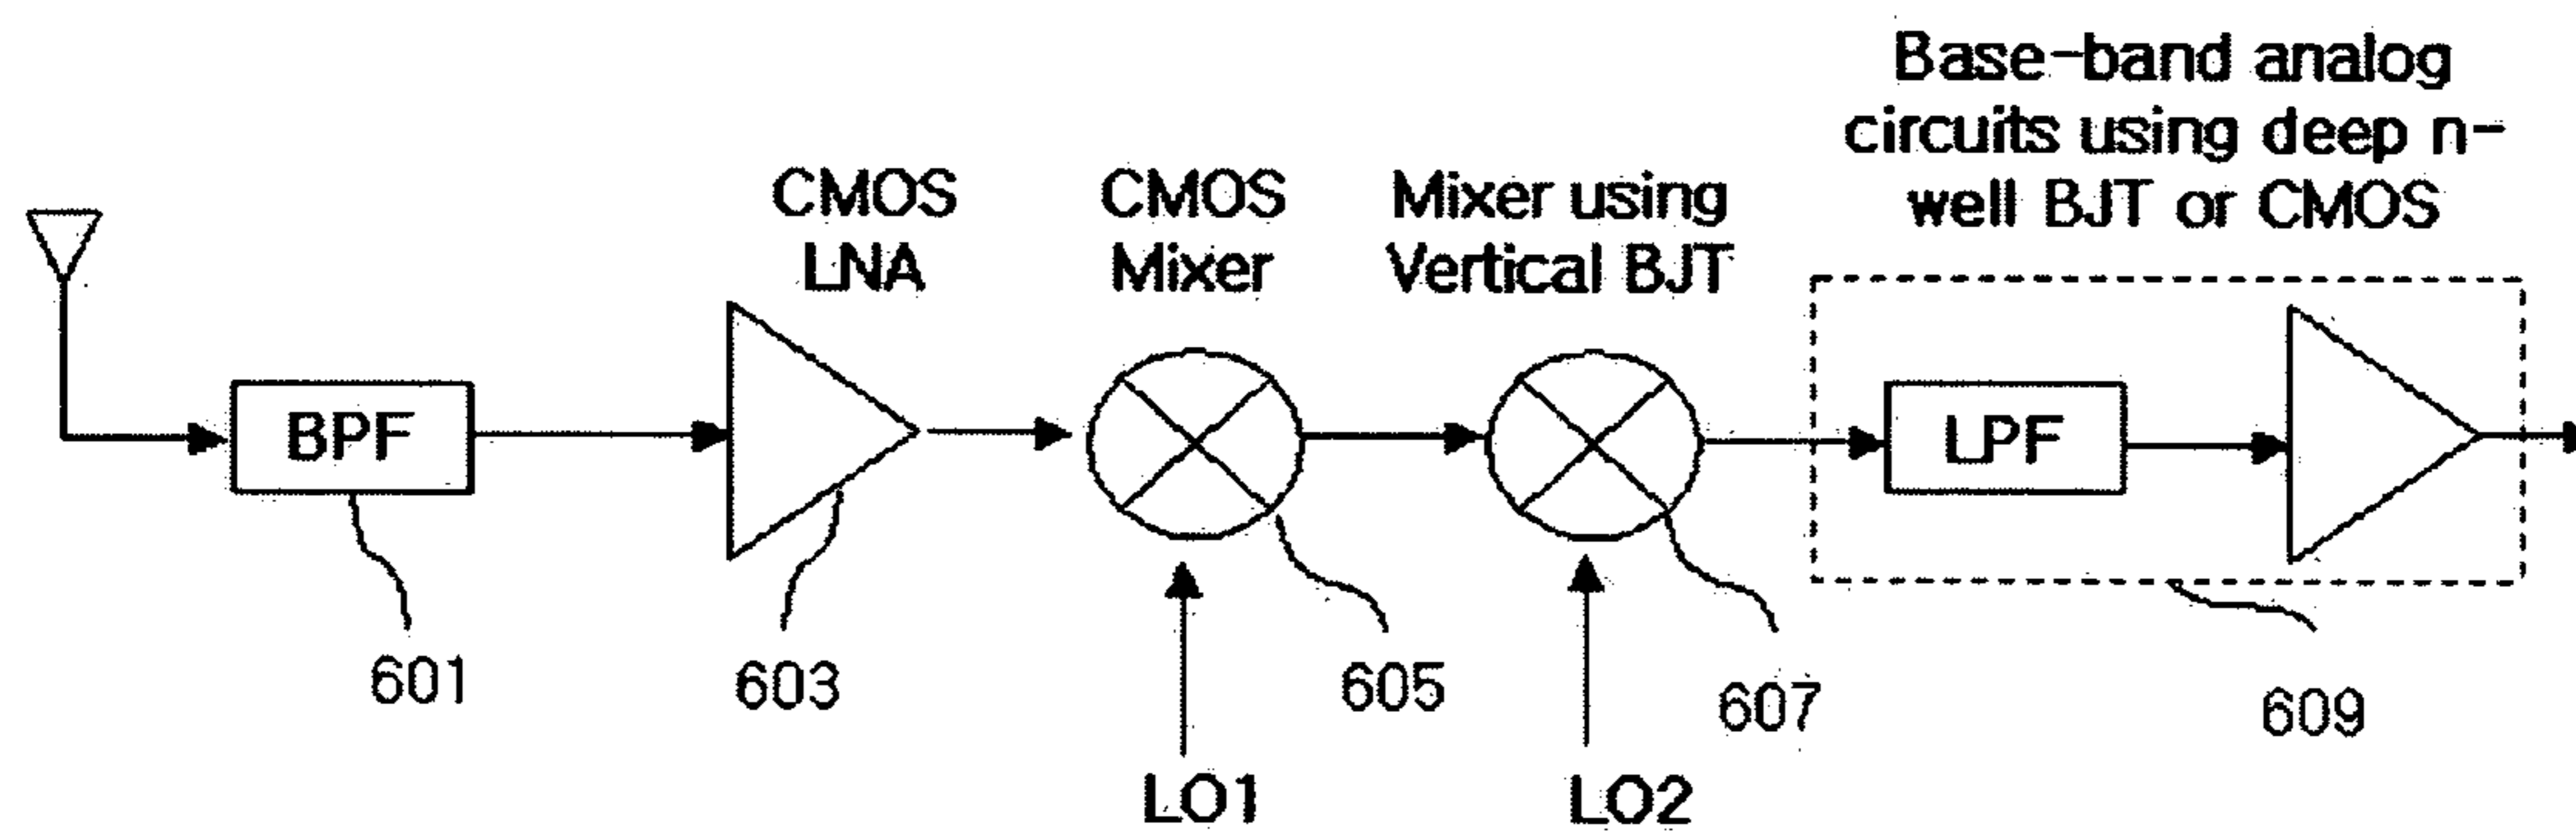 Base-band analog
circuits using deep n-
well BJT or CMOS
CMOS
LNA
CMOS
Mixer
Mixer using
Vertical BJT
BPF
LPF
601
603
605
607
609
LO1
LO2